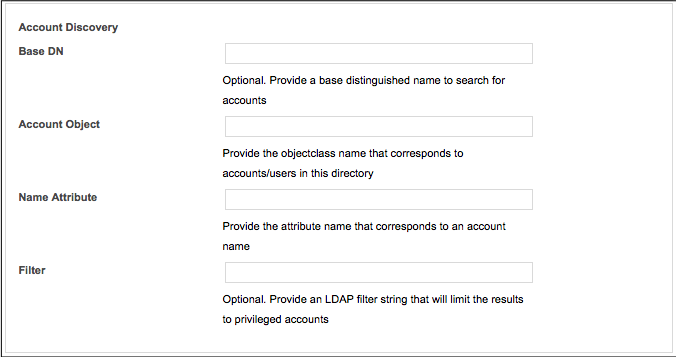 Account Discovery
Base DN
Optional. Provide a base distinguished name to search for
accounts
Account Object
Provide the objectclass name that corresponds to
accounts/users in this directory
Name Attribute
Provide the attribute name that corresponds to an account
name
Filter
Optional. Provide an LDAP filter string that will limit the results
to privileged accounts